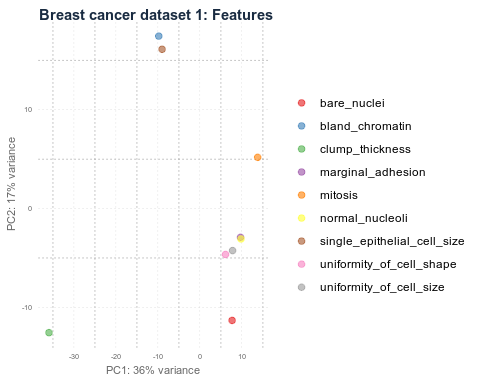 Breast cancer dataset 1: Features
PC2: 17% variance
10
0
-10
-30
-20
-10
0
10
PC1: 36% variance
bare_nuclei
bland_chromatin
clump_thickness
marginal_adhesion
mitosis
normal_nucleoli
single_epithelial_cell_size
uniformity_of_cell_shape
uniformity_of_cell_size